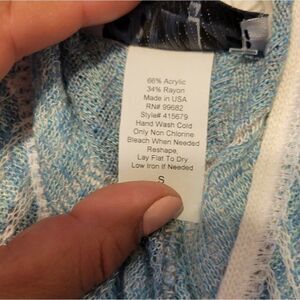 66% Acrylic
34% Rayon
Made in USA
RN# 99682
Style# 415679
Hand Wash Cold
Only Non Chlorine
Bleach When Needed
Reshape,
Lay Flat To Dry
Low Iron If Needed
S